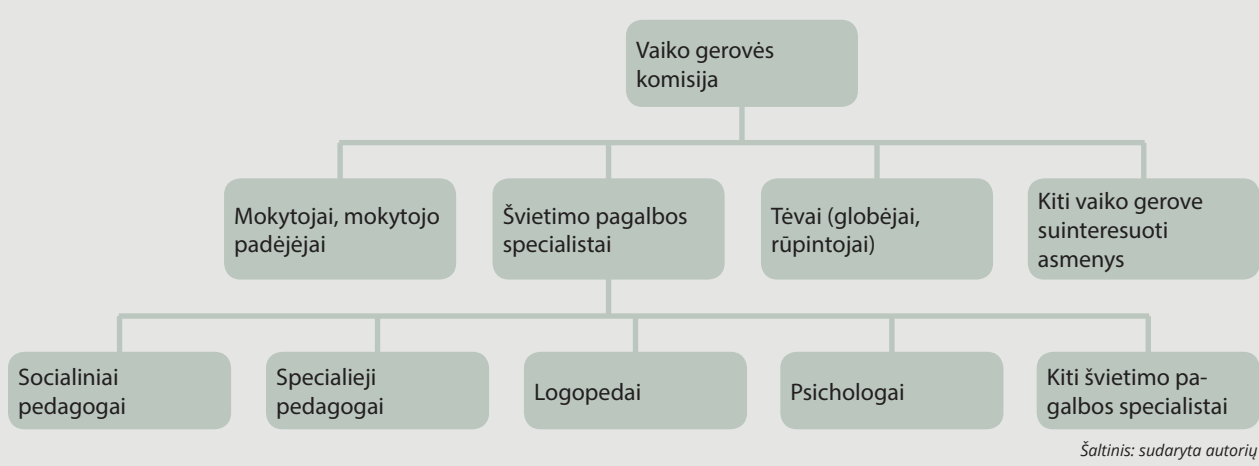 Vaiko gerovės
komisija
Mokytojai, mokytojo
padėjėjai
Švietimo pagalbos
specialistai
Tėvai (globėjai,
rūpintojai)
Kiti vaiko gerove
suinteresuoti
asmenys
Socialiniai
pedagogai
Specialieji
pedagogai
Logopedai
Psichologai
Kiti švietimo pa-
galbos specialistai
Šaltinis: sudaryta autorių